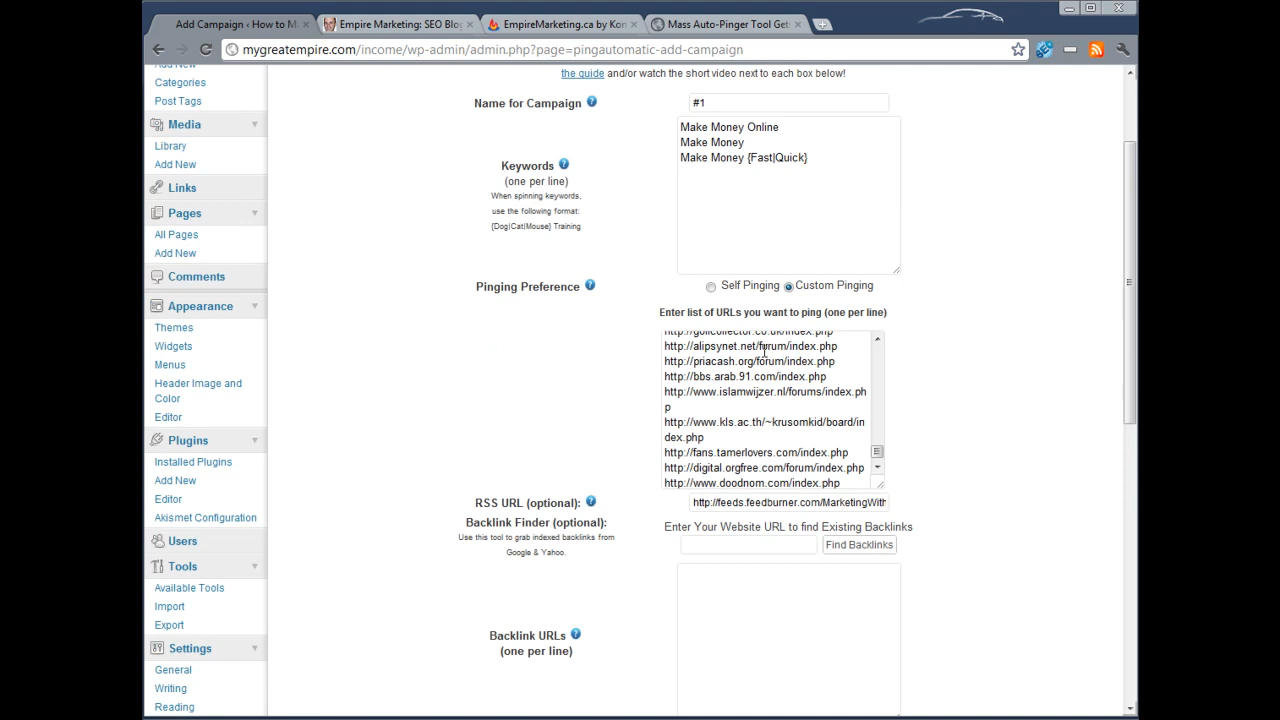 Add Campaign ‹ How to M
Empire Marketing: SEO Blog
EmpireMarketing.ca by Kon
Mass Auto-Pinger Tool Get
mygreatempire.com/income/wp-admin/admin.php?page=pingautomatic-add-campaign
Add New
Categories
Post Tags
Media
Library
Add New
Links
Pages
All Pages
Add New
Comments
Appearance
Themes
Widgets
Menus
Header Image and
Color
Editor
Plugins
Installed Plugins
Add New
Editor
Akismet Configuration
Users
Tools
Available Tools
Import
Export
Settings
General
Writing
Reading
the guide and/or watch the short video next to each box below!
Name for Campaign
#1
Keywords
(one per line)
When spinning keywords,
use the following format:
{Dog|Cat|Mouse} Training
Make Money Online
Make Money
Make Money {Fast|Quick}
Pinging Preference
Self Pinging
Custom Pinging
Enter list of URLs you want to ping (one per line)
http://golfcollector.co.uk/index.php
http://alipsynet.net/forum/index.php
http://priacash.org/forum/index.php
http://bbs.arab.91.com/index.php
http://www.islamwijzer.nl/forums/index.ph
p
http://www.kls.ac.th/~krusomkid/board/in
dex.php
http://fans.tamerlovers.com/index.php
http://digital.orgfree.com/forum/index.php
http://www.doodnom.com/index.php
RSS URL (optional):
http://feeds.feedburner.com/MarketingWith
Backlink Finder (optional):
Use this tool to grab indexed backlinks from
Google & Yahoo.
Enter Your Website URL to find Existing Backlinks
Find Backlinks
Backlink URLs
(one per line)